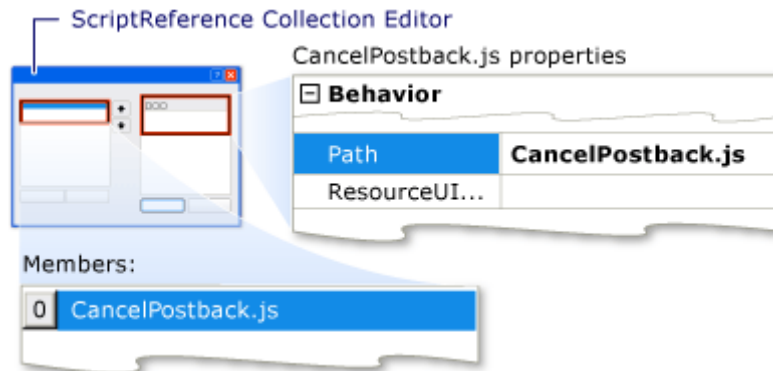 ScriptReference Collection Editor
CancelPostback.js properties
Behavior
Path CancelPostback.js
ResourceUI...
Members:
0 CancelPostback.js